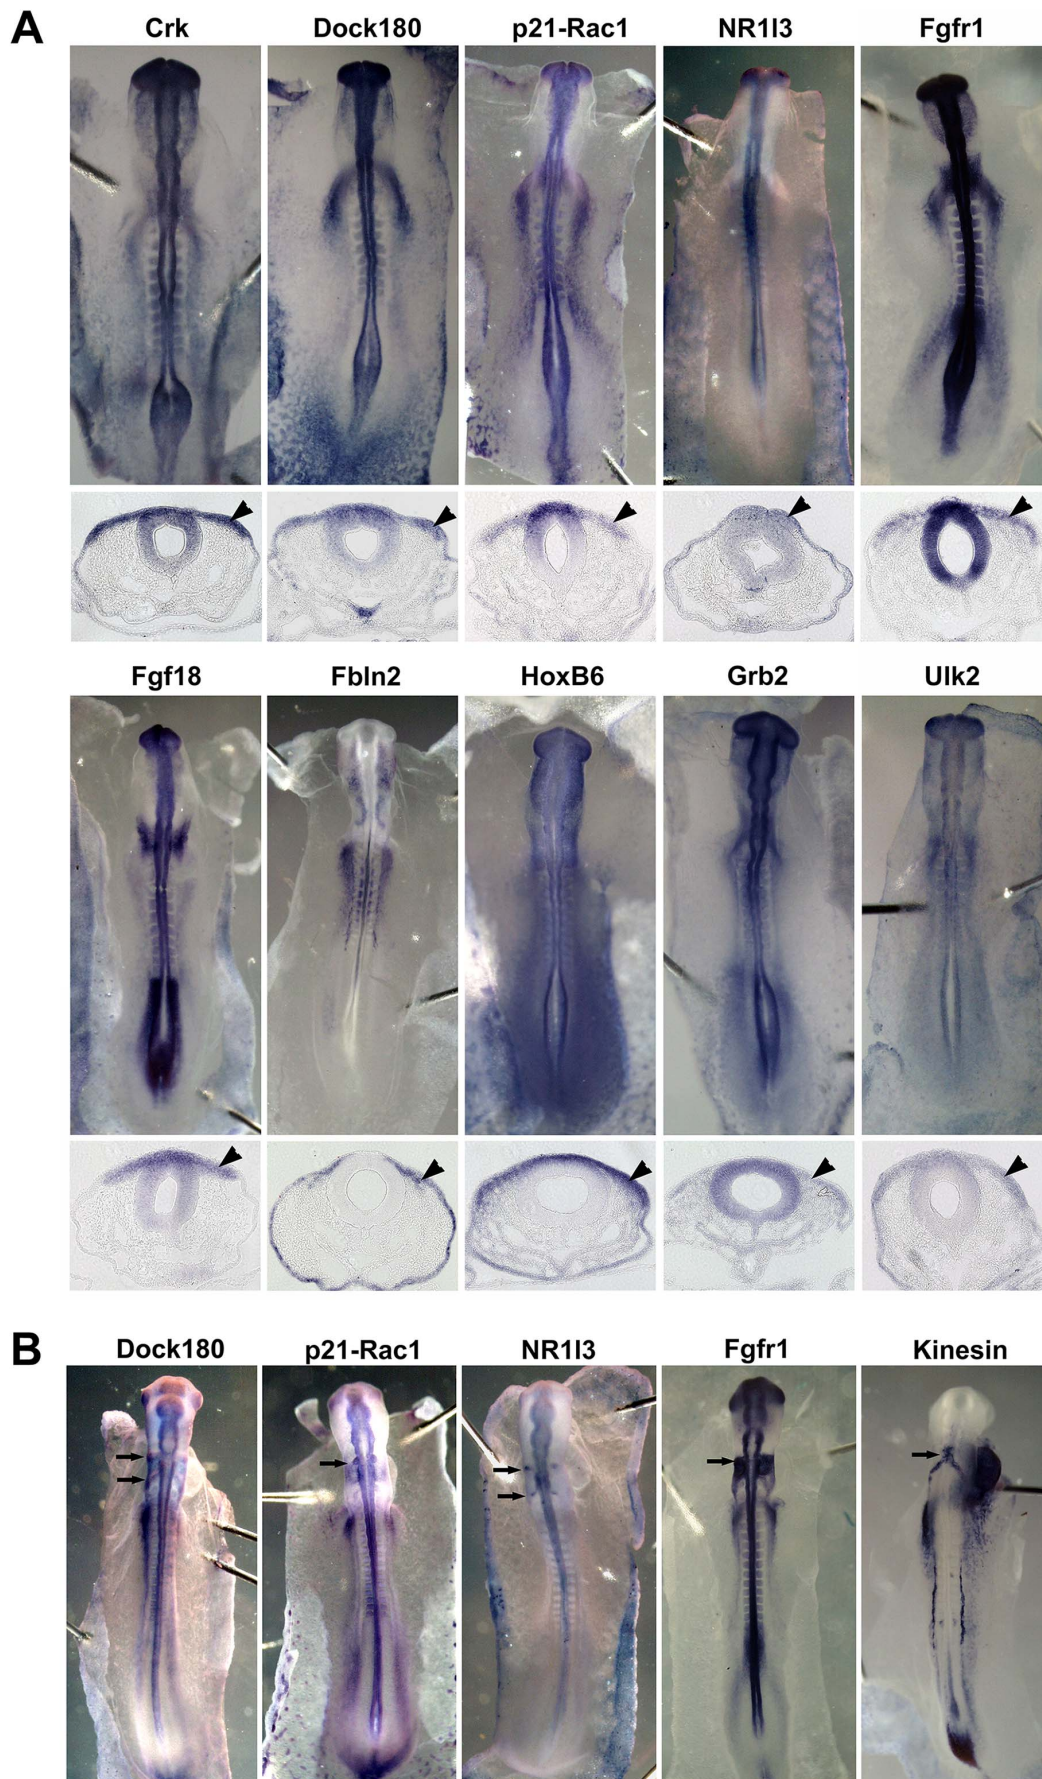 A
Crk Dock180 p21-Rac1 NR1I3 Fgfr1
Fgf18 Fbln2 HoxB6 Grb2 Ulk2
B
Dock180 p21-Rac1 NR1I3 Fgfr1 Kinesin